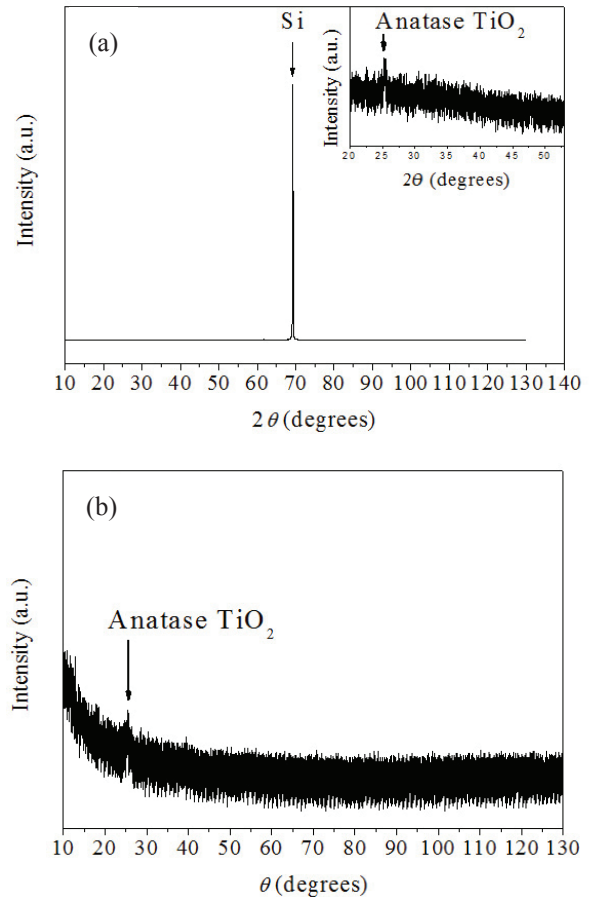 (a)
Si
Anatase TiO2
Intensity (a.u.)
20 25 30 35 40 45 50
2θ (degrees)
Intensity (a.u.)
10 20 30 40 50 60 70 80 90 100 110 120 130 140
2θ (degrees)
(b)
Anatase TiO2
Intensity (a.u.)
10 20 30 40 50 60 70 80 90 100 110 120 130
θ (degrees)